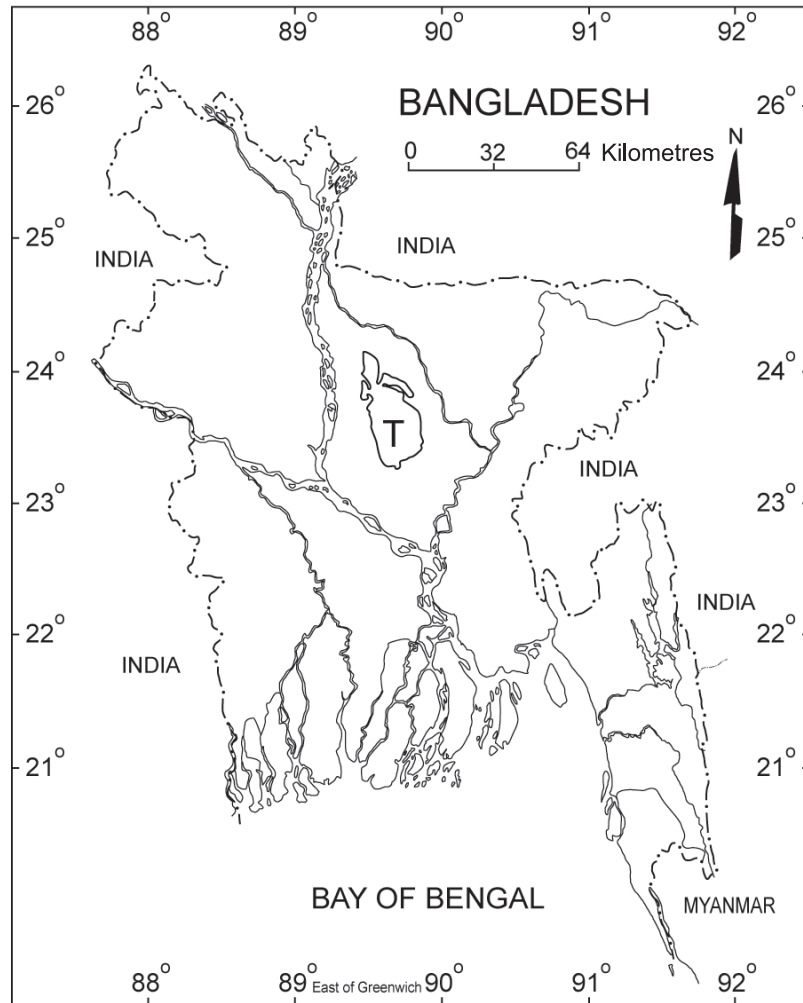 88° 89° 90° 91° 92°
26° 26°
BANGLADESH
0 32 64 Kilometres
N
25° 25°
INDIA INDIA
24° 24°
T
INDIA
23° 23°
INDIA
22° 22°
INDIA
21° 21°
BAY OF BENGAL
MYANMAR
88° 89° East of Greenwich 90° 91° 92°